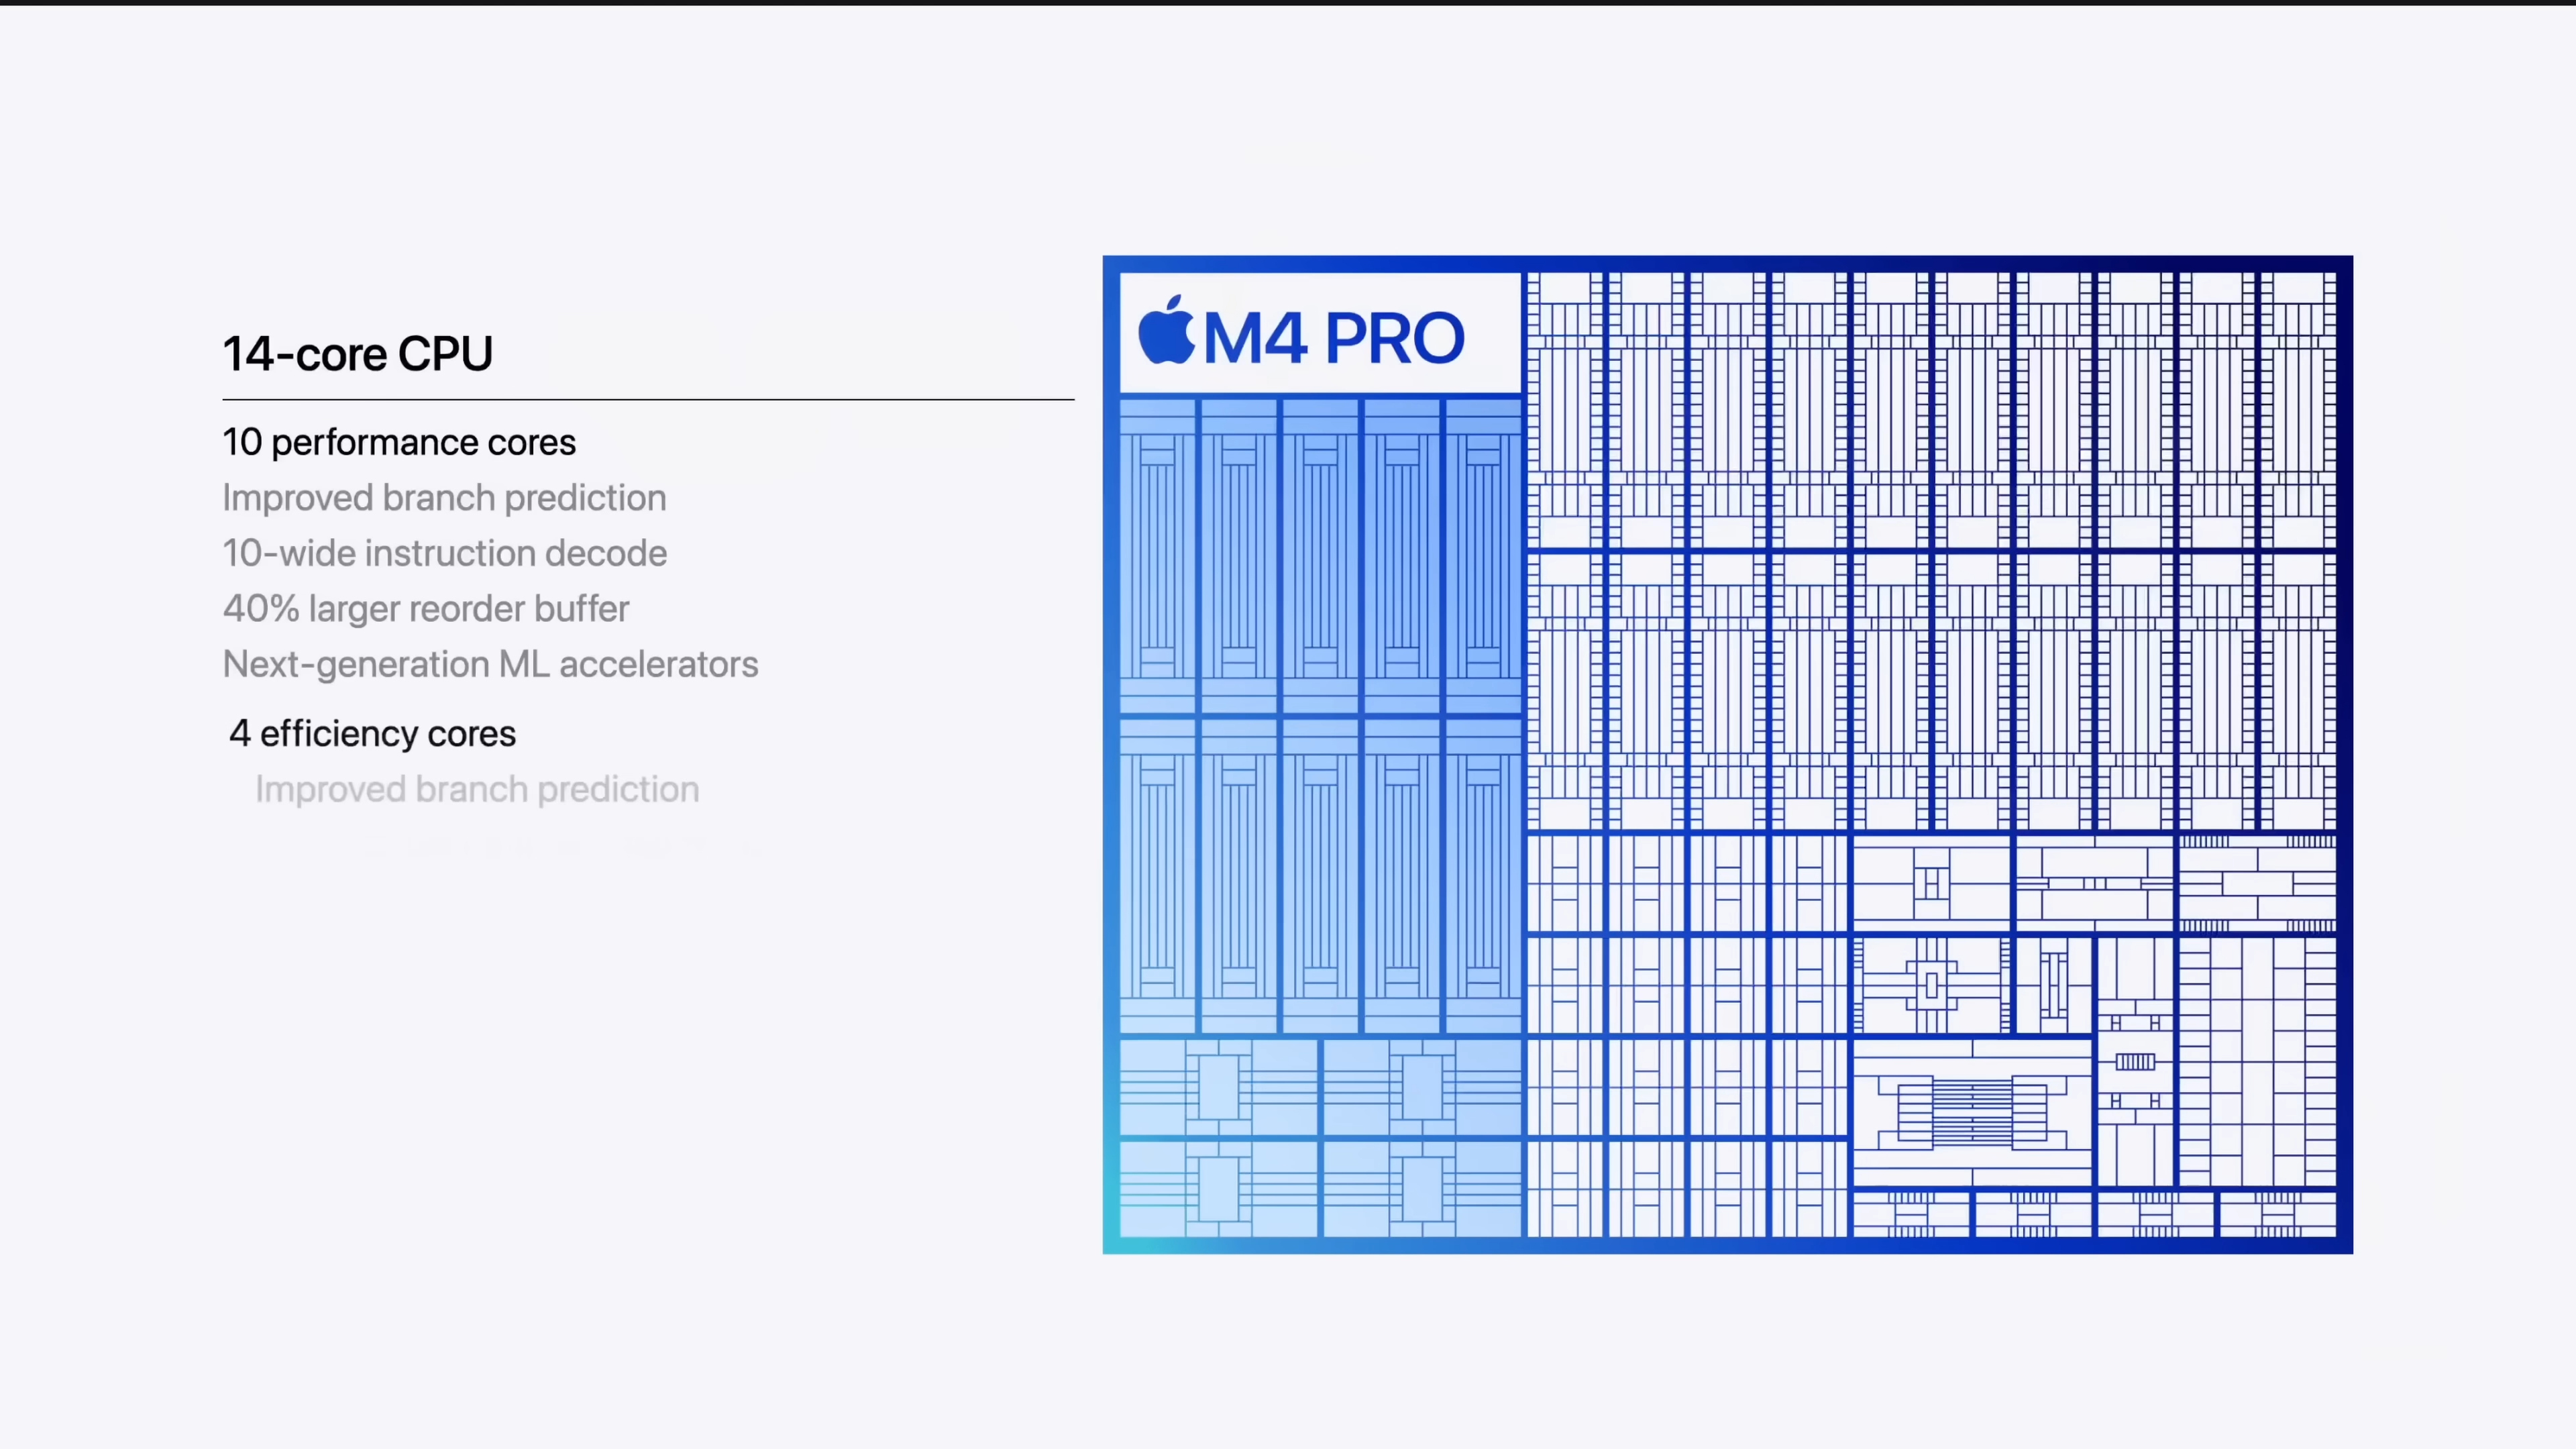 14-core CPU
10 performance cores
Improved branch prediction
10-wide instruction decode
40% larger reorder buffer
Next-generation ML accelerators
4 efficiency cores
Improved branch prediction
M4 PRO